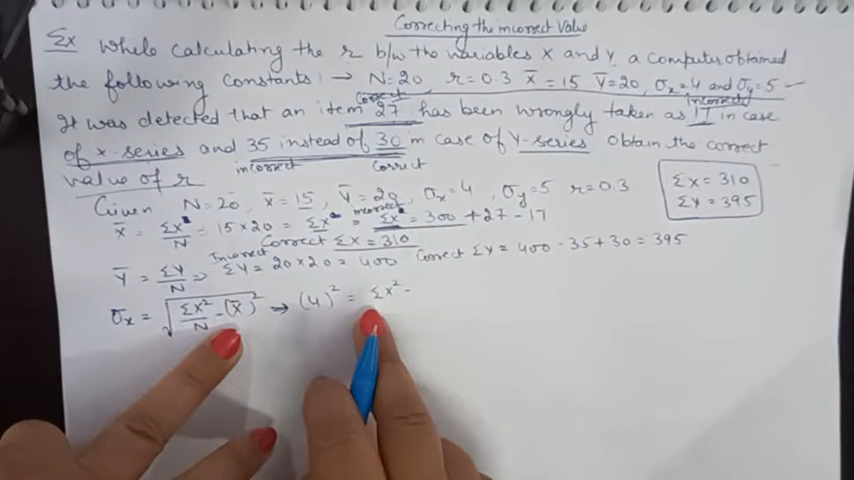 Correcting the incorrect Value
Ex While calculating the r b/w the variables X and Y, a computer obtained
the following constants :→ N=20 r=0.3 X̅ = 15 Y̅=20, σx=4 and σy=5
correct incorrectly
It was detected that an item 27 has been wrongly taken as 17 in case
of x-series and 35 instead of 30 in case of Y-series. Obtain the correct
incorrect correct
value of r
Given N=20, x̅=15, Y̅=20, σx=4, σy=5 r=0.3
ΣX = 310
ΣY = 395
x̅ = Σx/N = 15×20 = Σx = incorrect Σx = 300 + 27 - 17
Correct Σx = 310
Y̅ = ΣY/N ⇒ Incorrect ΣY = 20×20 = 400 Correct ΣY = 400 - 35 + 30 = 395
σx = √Σx²/N - (x̅)² → (4)² = Σx² -